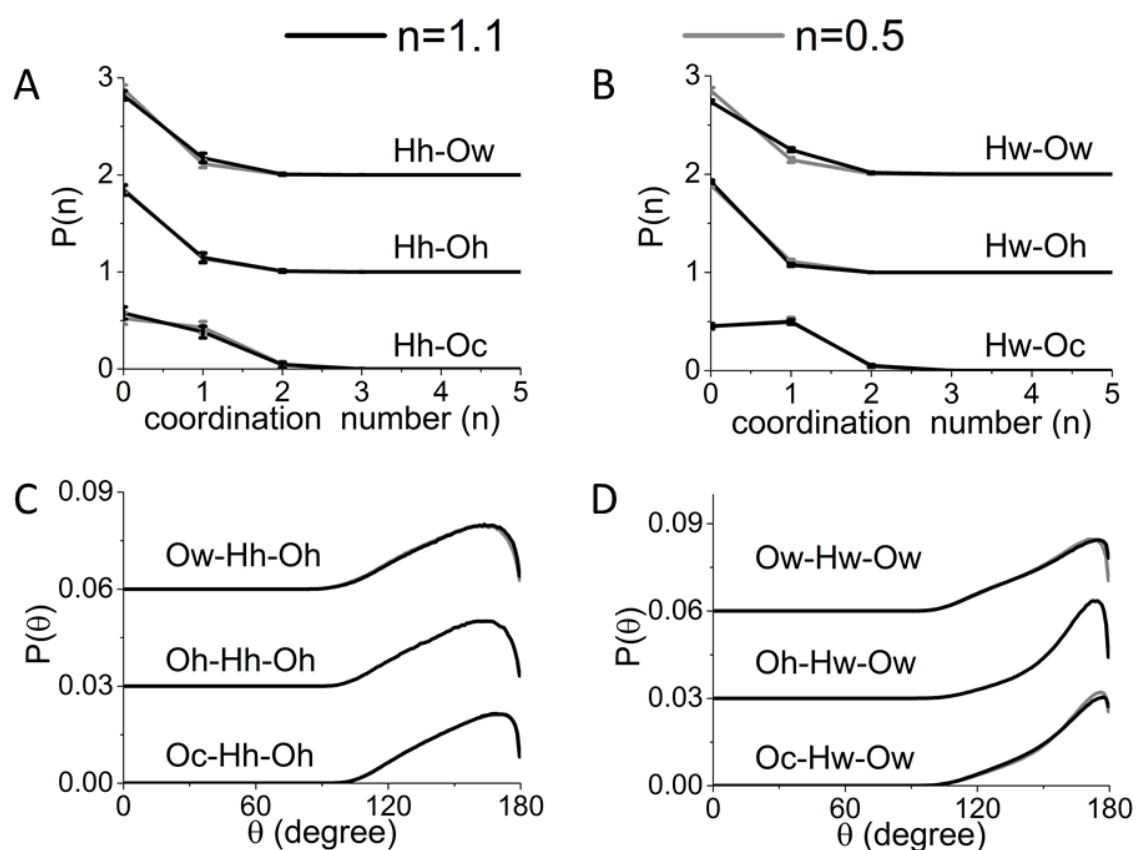 n=1.1 n=0.5
A
3
2
1
0
P(n)
Hh-Ow
Hh-Oh
Hh-Oc
0 1 2 3 4 5
coordination number (n)
B
3
2
1
0
P(n)
Hw-Ow
Hw-Oh
Hw-Oc
0 1 2 3 4 5
coordination number (n)
C
0.09
0.06
0.03
0.00
P(θ)
Ow-Hh-Oh
Oh-Hh-Oh
Oc-Hh-Oh
0 60 120 180
θ (degree)
D
0.09
0.06
0.03
0.00
P(θ)
Ow-Hw-Ow
Oh-Hw-Ow
Oc-Hw-Ow
0 60 120 180
θ (degree)